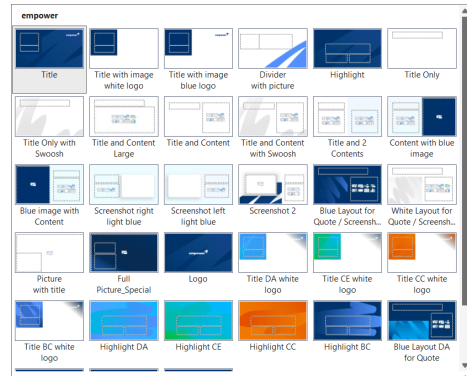 empower
empower
Title
Title with image
white logo
Title with image
blue logo
Divider
with picture
Highlight
Title Only
Title Only with
Swoosh
Title and Content
Large
Title and Content
Title and Content
with Swoosh
Title and 2
Contents
Content with blue
image
Blue image with
Content
Screenshot right
light blue
Screenshot left
light blue
Screenshot 2
Blue Layout for
Quote / Screensh...
White Layout for
Quote / Screensh...
empower
Picture
with title
Full
Picture_Special
Logo
Title DA white
logo
Title CE white
logo
Title CC white
logo
Title BC white
logo
Highlight DA
Highlight CE
Highlight CC
Highlight BC
Blue Layout DA
for Quote